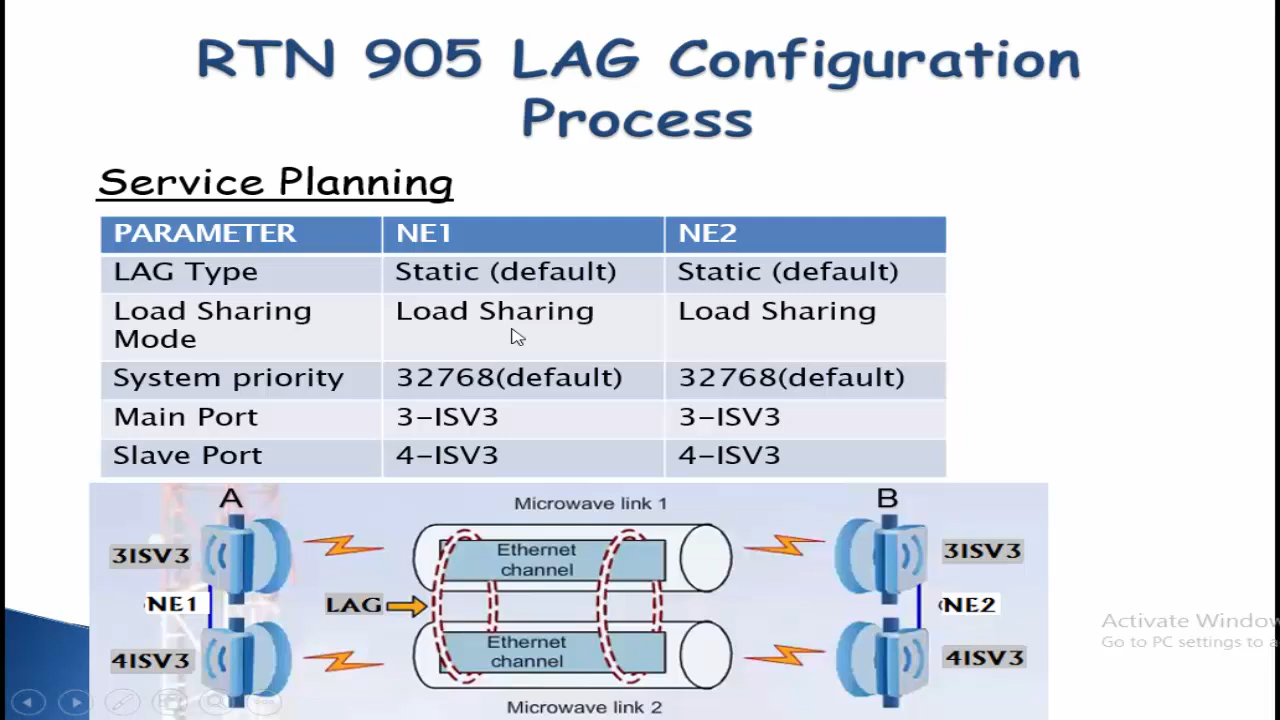 RTN 905 LAG Configuration
Process
Service Planning
PARAMETER NE1 NE2
LAG Type Static (default) Static (default)
Load Sharing Mode Load Sharing Load Sharing
System priority 32768(default) 32768(default)
Main Port 3-ISV3 3-ISV3
Slave Port 4-ISV3 4-ISV3
A Microwave link 1 B
3ISV3 Ethernet channel 3ISV3
NE1 LAG NE2
4ISV3 Ethernet channel 4ISV3
Microwave link 2
Activate Window
Go to PC settings to a